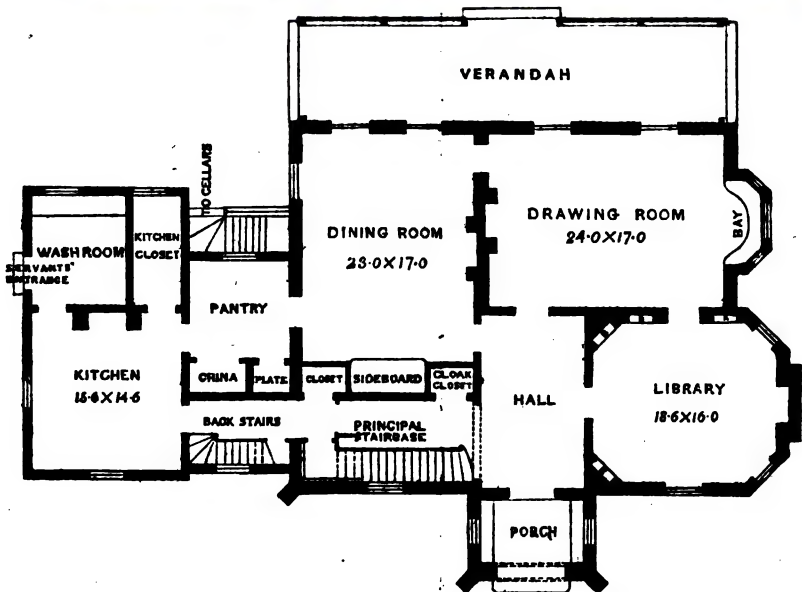 VERANDAH
TO CELLARS
DINING ROOM
23·0X17·0
DRAWING ROOM
24·0X17·0
BAY
WASHROOM
KITCHEN
CLOSET
SERVANTS'
ENTRANCE
PANTRY
KITCHEN
18·6X14·6
CHINA
PLATE
CLOSET
SIDEBOARD
CLOAK
CLOSET
HALL
LIBRARY
18·6X16·0
BACK STAIRS
PRINCIPAL
STAIRCASE
PORCH